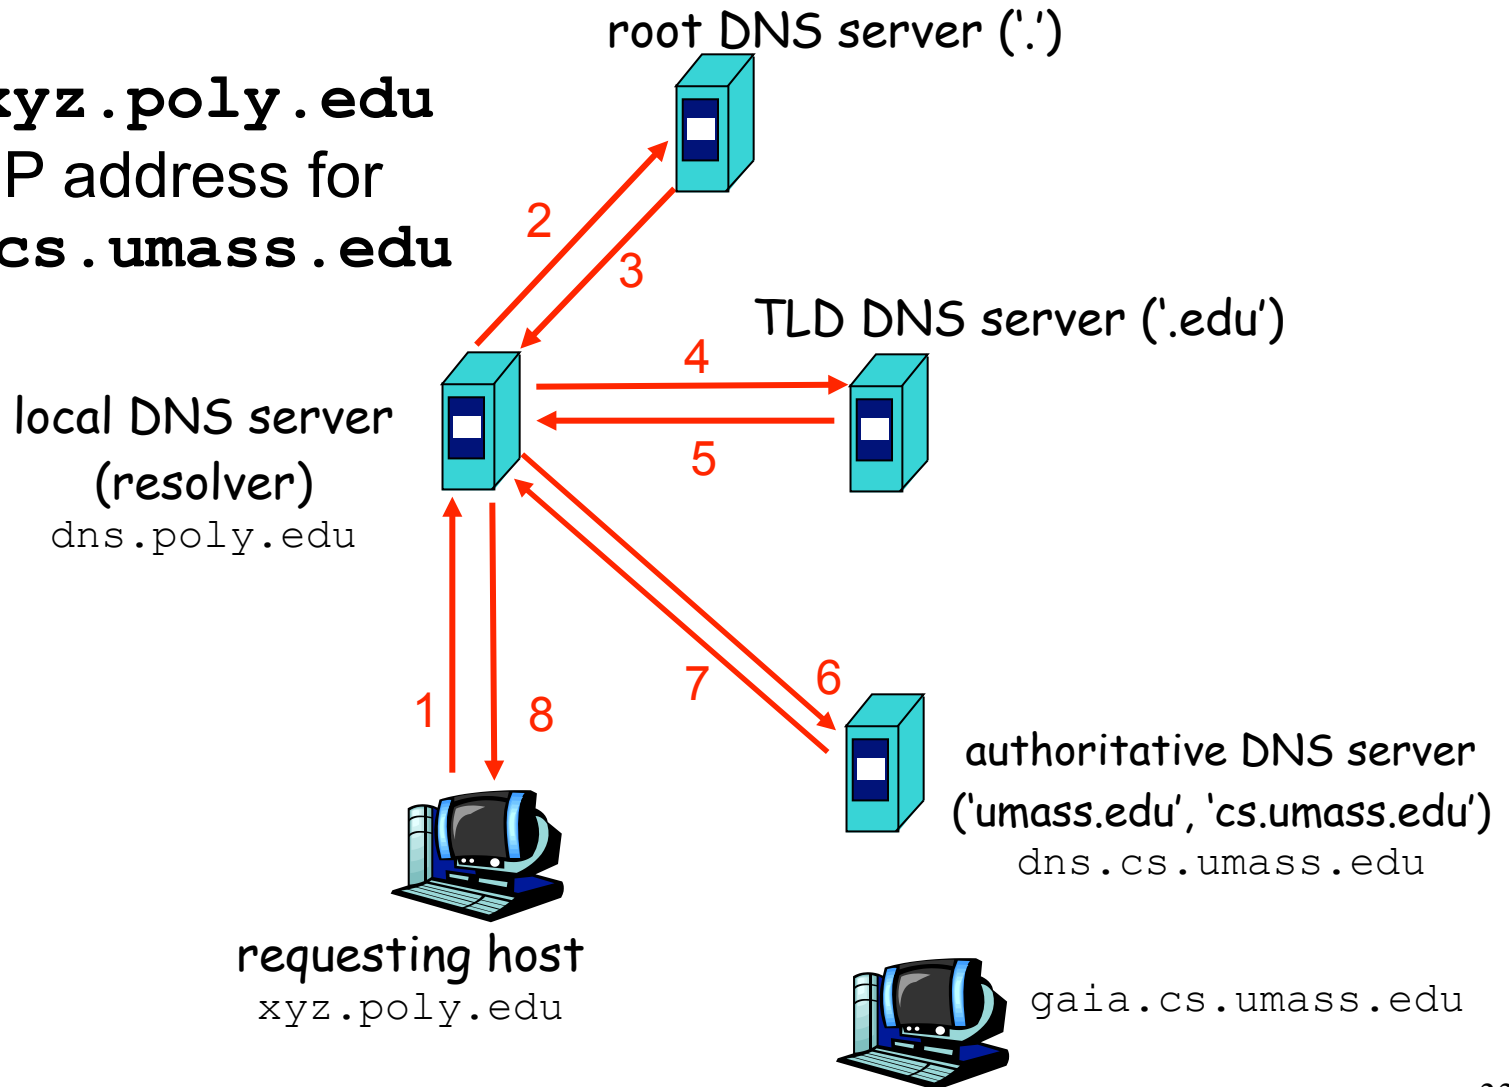 root DNS server (‘.’)
xyz.poly.edu
P address for
cs.umass.edu
2
3
TLD DNS server (‘.edu’)
4
local DNS server
(resolver)
dns.poly.edu
5
6
7
1
8
authoritative DNS server
(‘umass.edu’, ‘cs.umass.edu’)
dns.cs.umass.edu
requesting host
xyz.poly.edu
gaia.cs.umass.edu